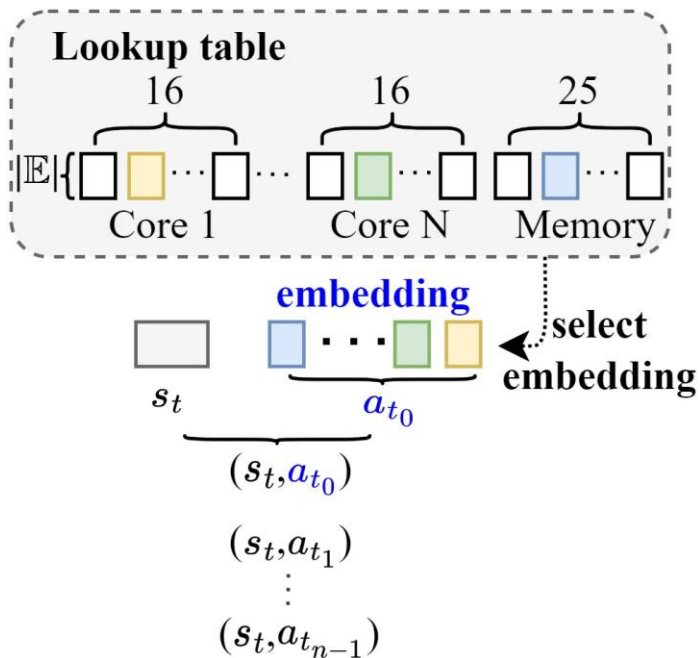 Lookup table
16 16 25
|𝔼| ... ... ... ...
Core 1 Core N Memory
embedding
...
select
embedding
s_t a_{t_0}
(s_t,a_{t_0})
(s_t,a_{t_1})
⋮
(s_t,a_{t_{n-1}})